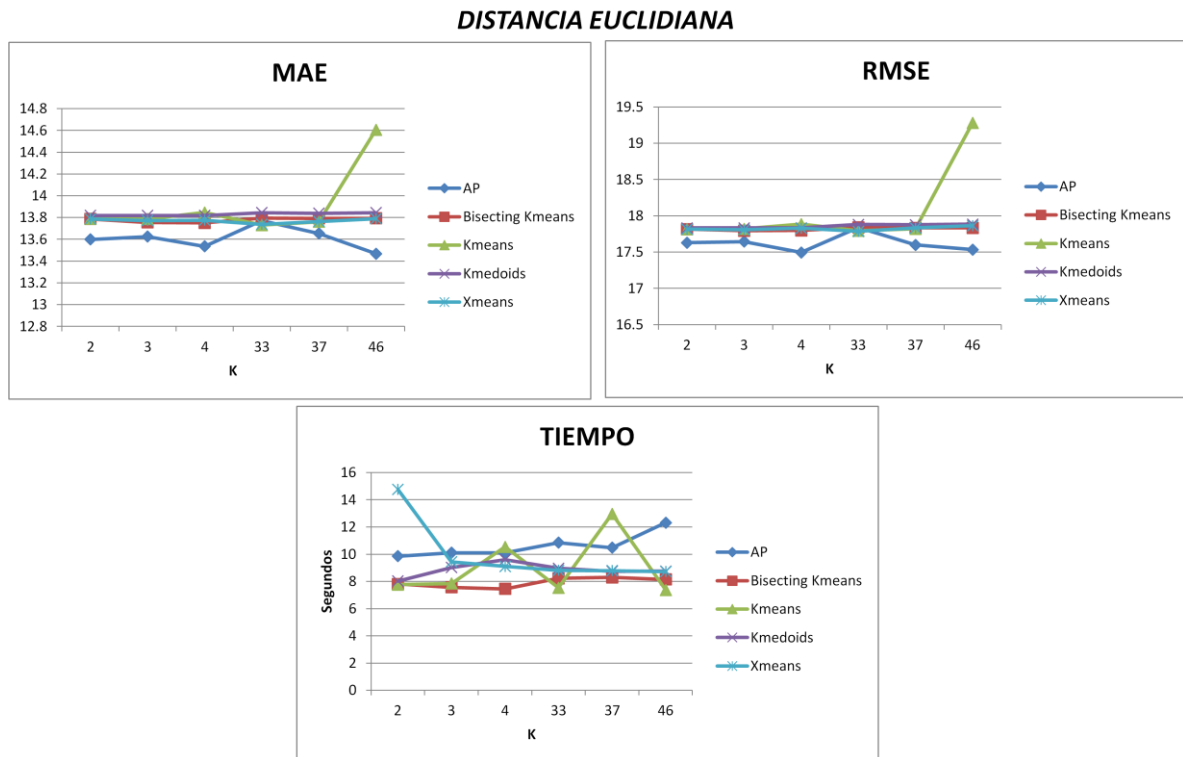 DISTANCIA EUCLIDIANA
MAE
14.8
14.6
14.4
14.2
14
13.8
13.6
13.4
13.2
13
12.8
2 3 4 33 37 46
K
AP
Bisecting Kmeans
Kmeans
Kmedoids
Xmeans
RMSE
19.5
19
18.5
18
17.5
17
16.5
2 3 4 33 37 46
K
AP
Bisecting Kmeans
Kmeans
Kmedoids
Xmeans
TIEMPO
Segundos
16
14
12
10
8
6
4
2
0
2 3 4 33 37 46
K
AP
Bisecting Kmeans
Kmeans
Kmedoids
Xmeans